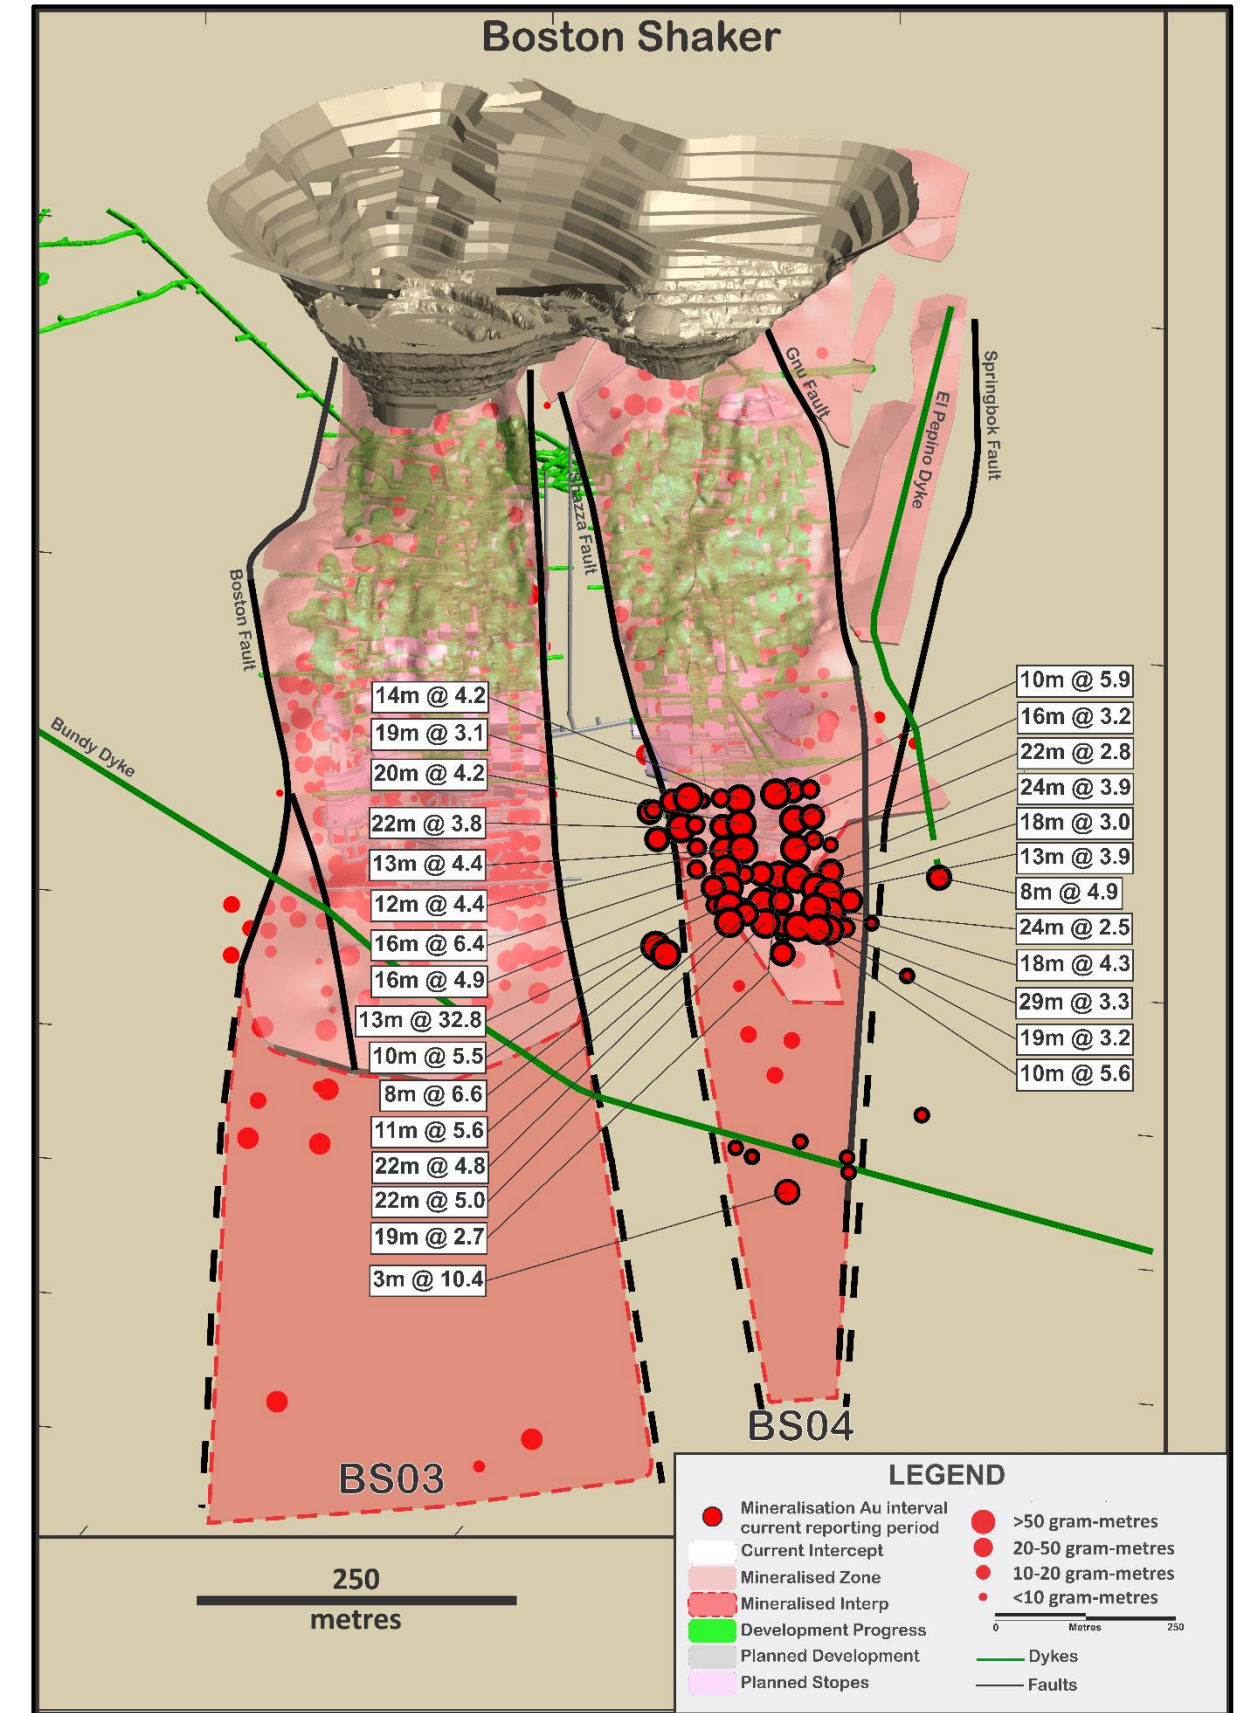 Boston Shaker
Gnu Fault
El Pepino Dyke
Springbok Fault
Shazza Fault
Boston Fault
Bundy Dyke
14m @ 4.2
19m @ 3.1
20m @ 4.2
22m @ 3.8
13m @ 4.4
12m @ 4.4
16m @ 6.4
16m @ 4.9
13m @ 32.8
10m @ 5.5
8m @ 6.6
11m @ 5.6
22m @ 4.8
22m @ 5.0
19m @ 2.7
3m @ 10.4
10m @ 5.9
16m @ 3.2
22m @ 2.8
24m @ 3.9
18m @ 3.0
13m @ 3.9
8m @ 4.9
24m @ 2.5
18m @ 4.3
29m @ 3.3
19m @ 3.2
10m @ 5.6
BS04
BS03
250
metres
LEGEND
Mineralisation Au interval
current reporting period
Current Intercept
Mineralised Zone
Mineralised Interp
Development Progress
Planned Development
Planned Stopes
>50 gram-metres
20-50 gram-metres
10-20 gram-metres
<10 gram-metres
0 Metres 250
Dykes
Faults